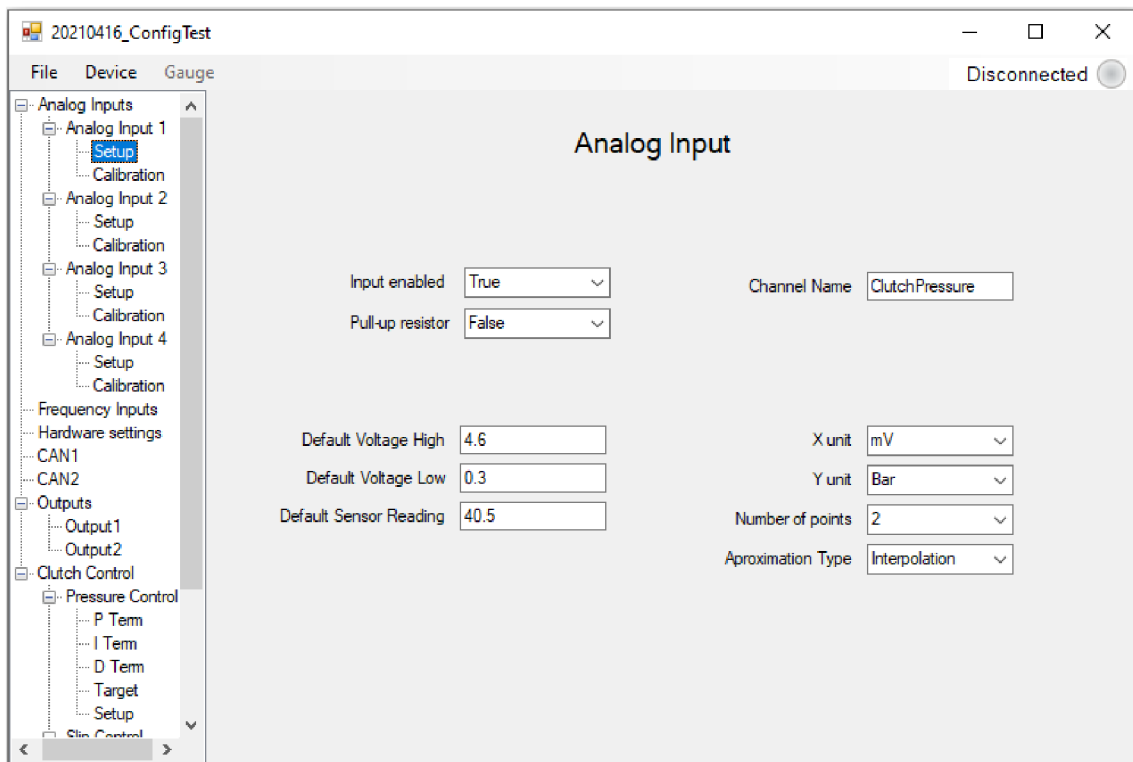 20210416_ConfigTest
File Device Gauge
Disconnected
Analog Inputs
Analog Input 1
Setup
Calibration
Analog Input 2
Setup
Calibration
Analog Input 3
Setup
Calibration
Analog Input 4
Setup
Calibration
Frequency Inputs
Hardware settings
CAN1
CAN2
Outputs
Output1
Output2
Clutch Control
Pressure Control
P Term
I Term
D Term
Target
Setup
Slip Control
Analog Input
Input enabled True
Pull-up resistor False
Channel Name ClutchPressure
Default Voltage High 4.6
Default Voltage Low 0.3
Default Sensor Reading 40.5
X unit mV
Y unit Bar
Number of points 2
Aproximation Type Interpolation